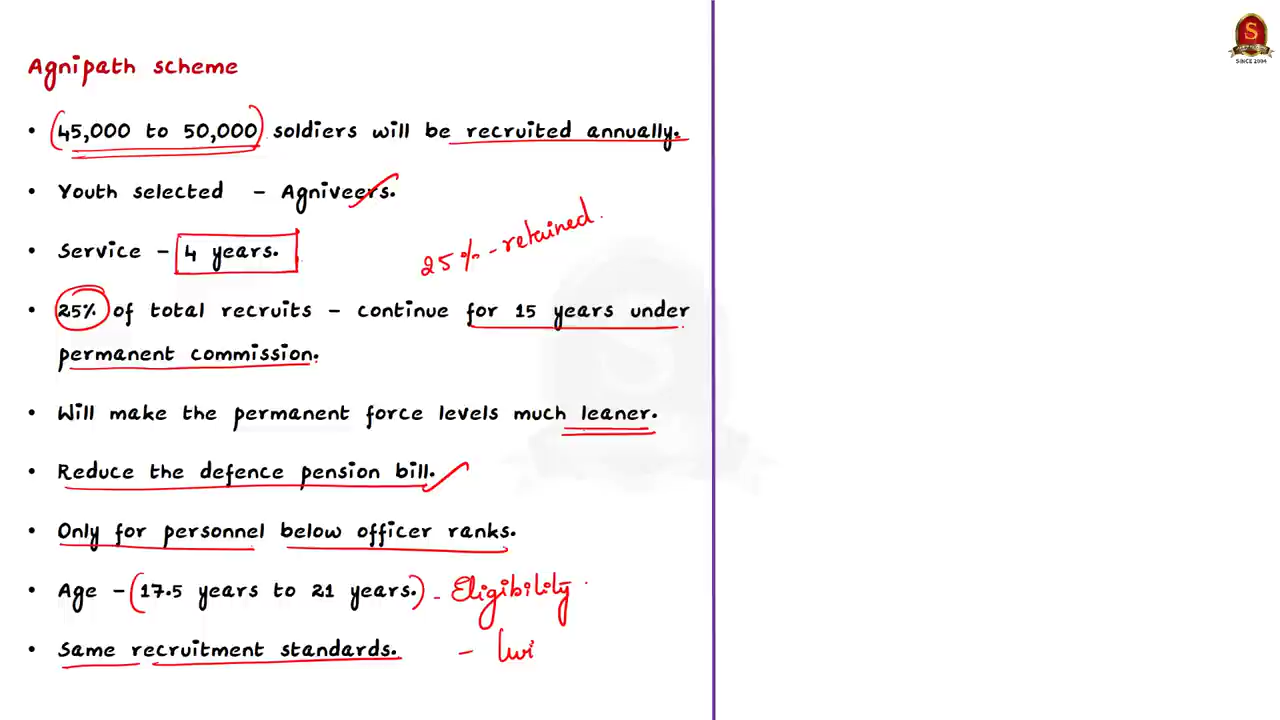 Agnipath scheme
• 45,000 to 50,000 soldiers will be recruited annually.
• Youth selected - Agniveers.
• Service - 4 years.
25% - retained.
• 25% of total recruits - continue for 15 years under
permanent commission.
• Will make the permanent force levels much leaner.
• Reduce the defence pension bill.
• Only for personnel below officer ranks.
• Age - (17.5 years to 21 years.) - Eligibility
• Same recruitment standards. -
S
SINCE 2004